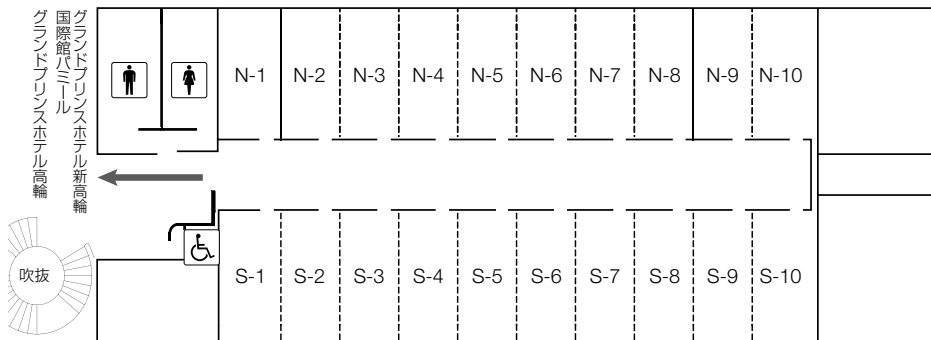 グランドプリンスホテル新高輪
国際館パミール
グランドプリンスホテル高輪
N-1 N-2 N-3 N-4 N-5 N-6 N-7 N-8 N-9 N-10
吹抜
S-1 S-2 S-3 S-4 S-5 S-6 S-7 S-8 S-9 S-10